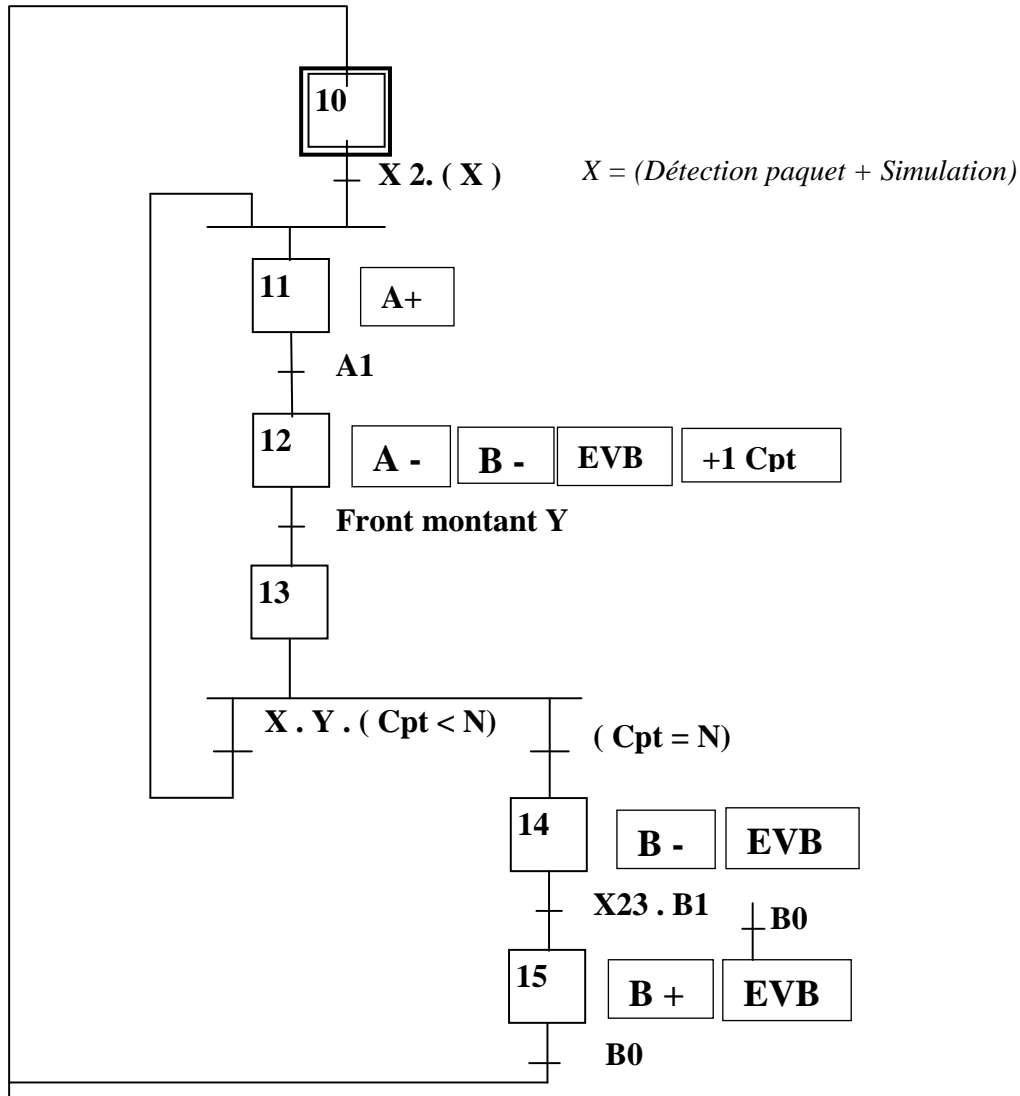 10
X 2. ( X )
X = (Détection paquet + Simulation)
11
A+
A1
12
A -
B -
EVB
+1 Cpt
Front montant Y
13
X . Y . ( Cpt < N)
( Cpt = N)
14
B -
EVB
X23 . B1
B0
15
B +
EVB
B0